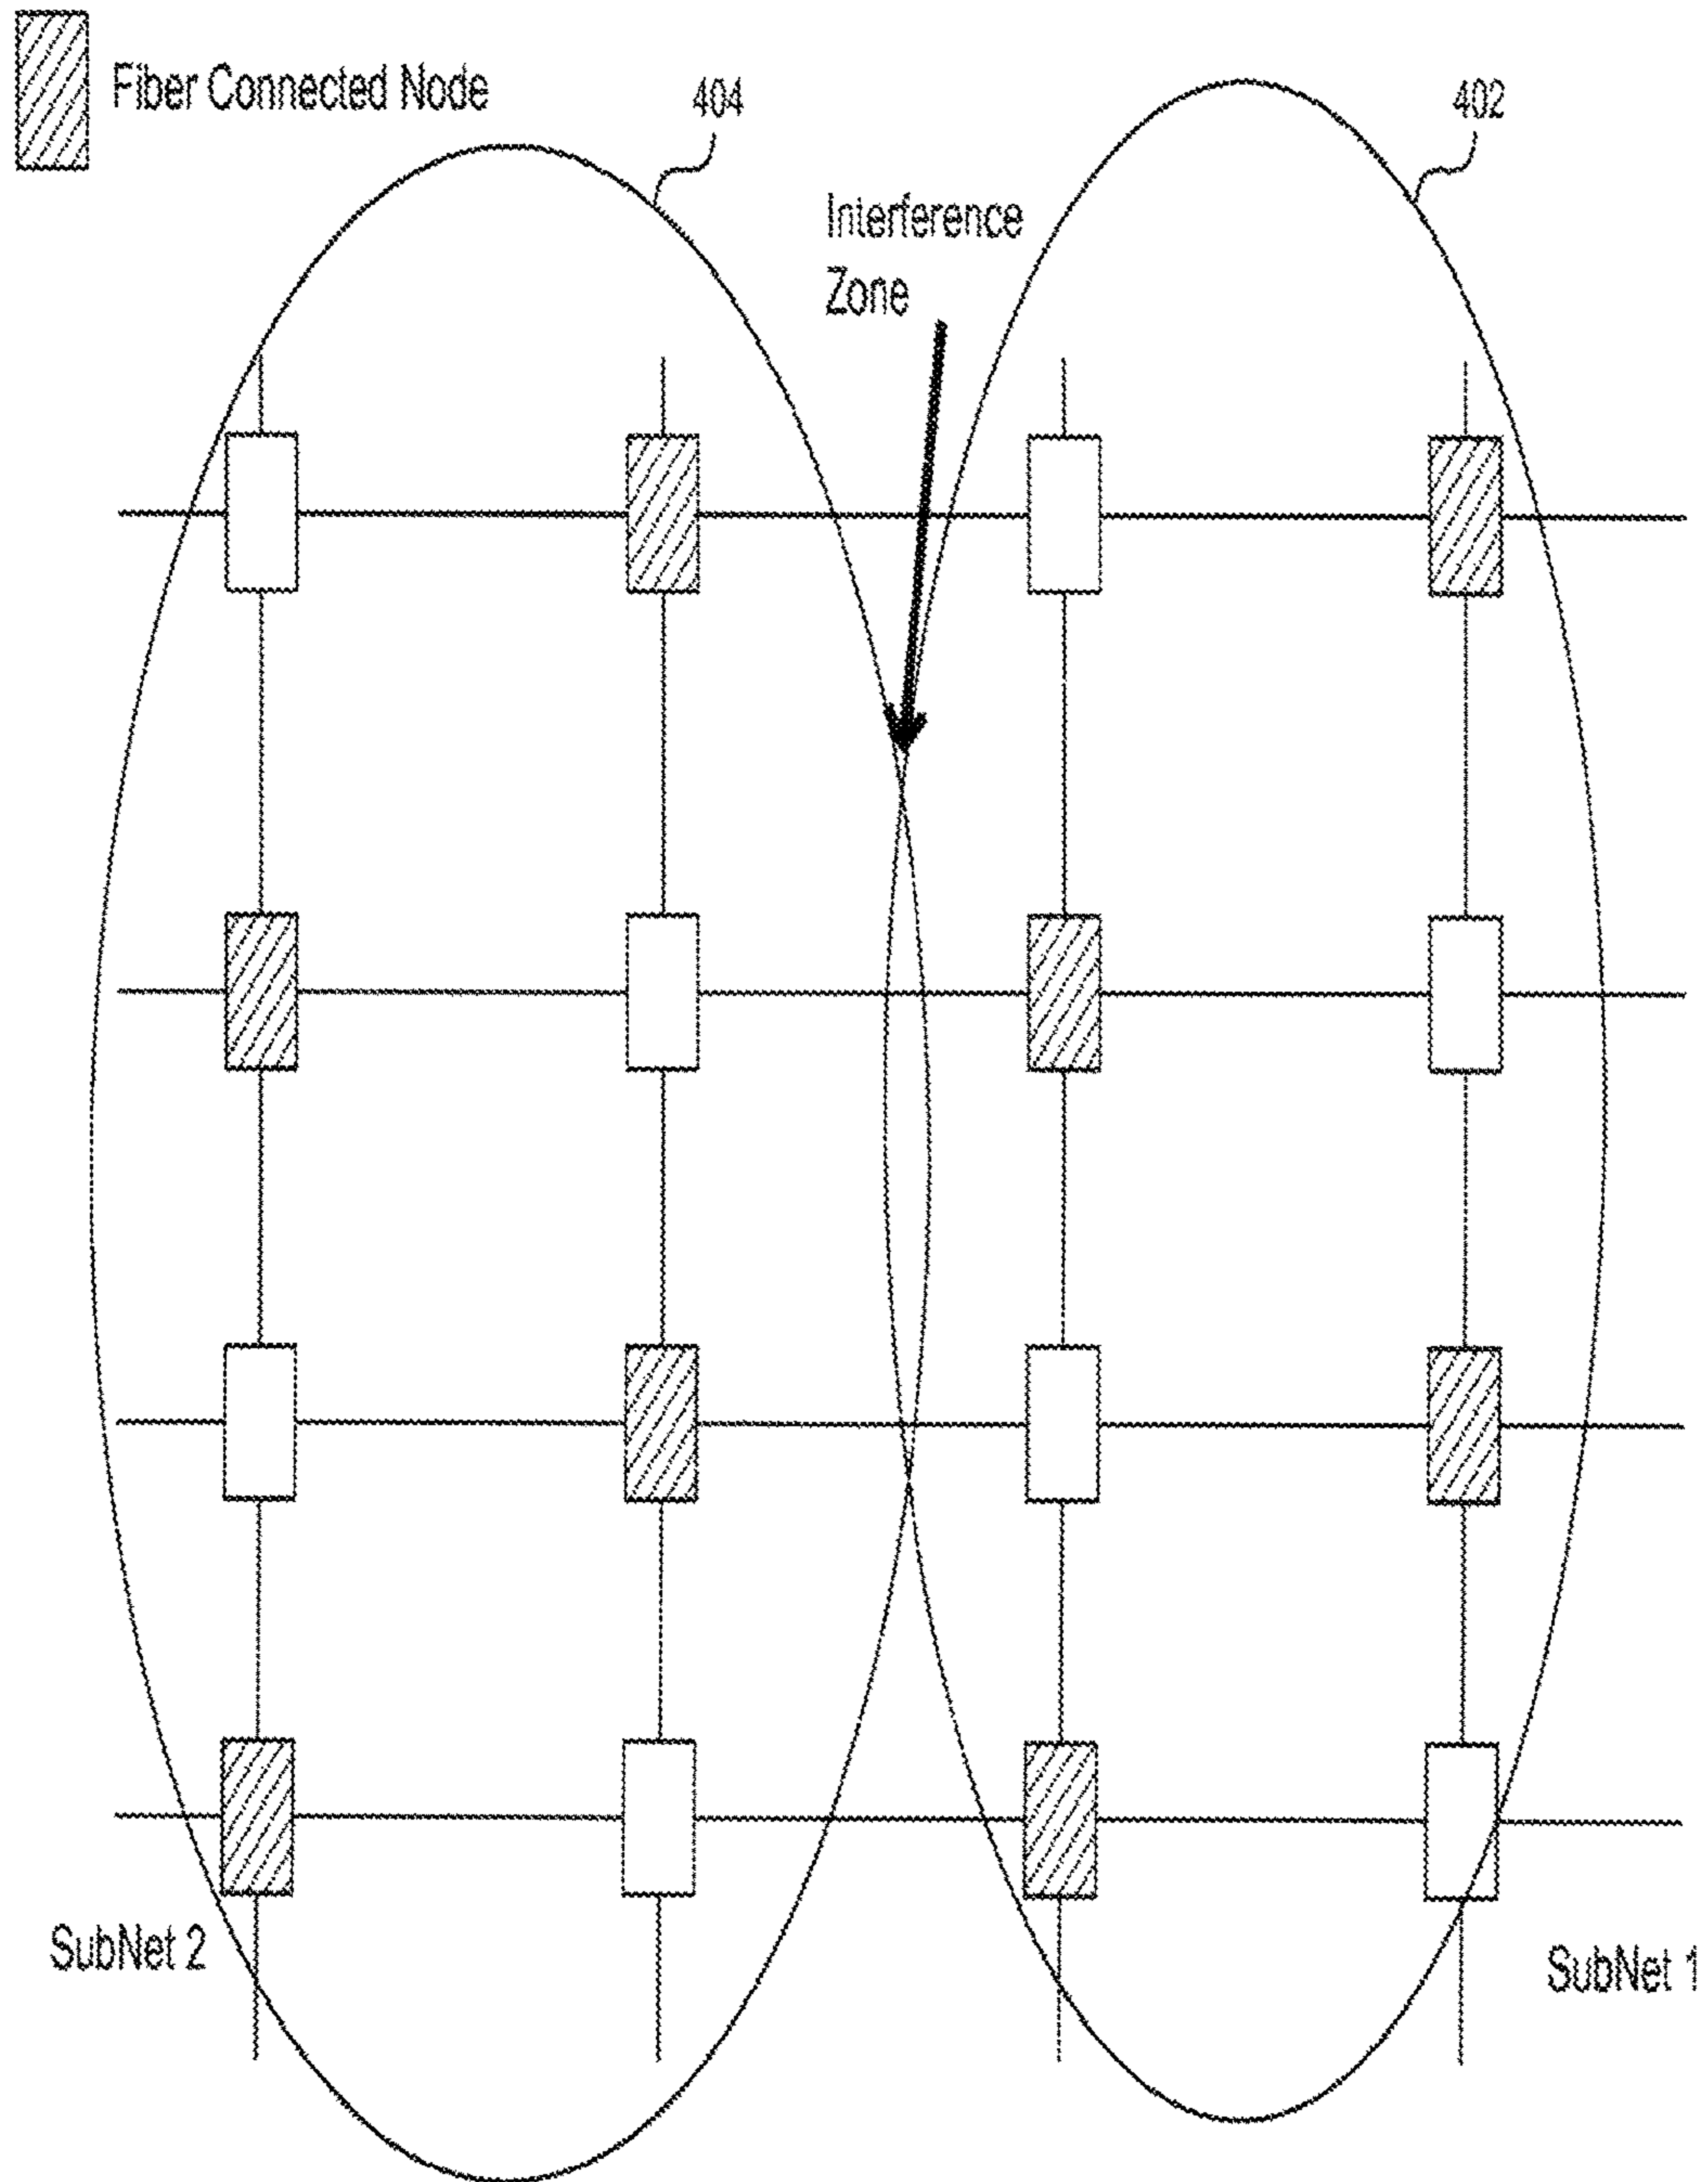 Fiber Connected Node
404
402
Interference
Zone
SubNet 2
SubNet 1